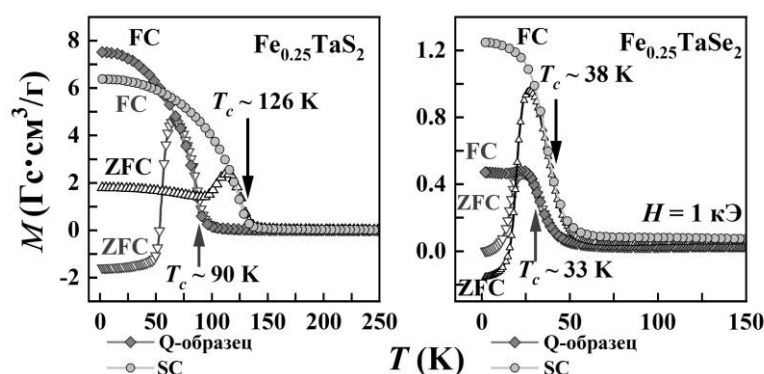 FC
Fe0.25TaS2
FC
Tc ~ 126 K
ZFC
ZFC
Tc ~ 90 K
M (Гс·см³/г)
8
6
4
2
0
-2
0 50 100 150 200 250
Q-образец
SC
FC
Fe0.25TaSe2
Tc ~ 38 K
FC
ZFC
H = 1 кЭ
ZFC
Tc ~ 33 K
1.2
0.8
0.4
0.0
0 50 100 150
Q-образец
SC
T (K)